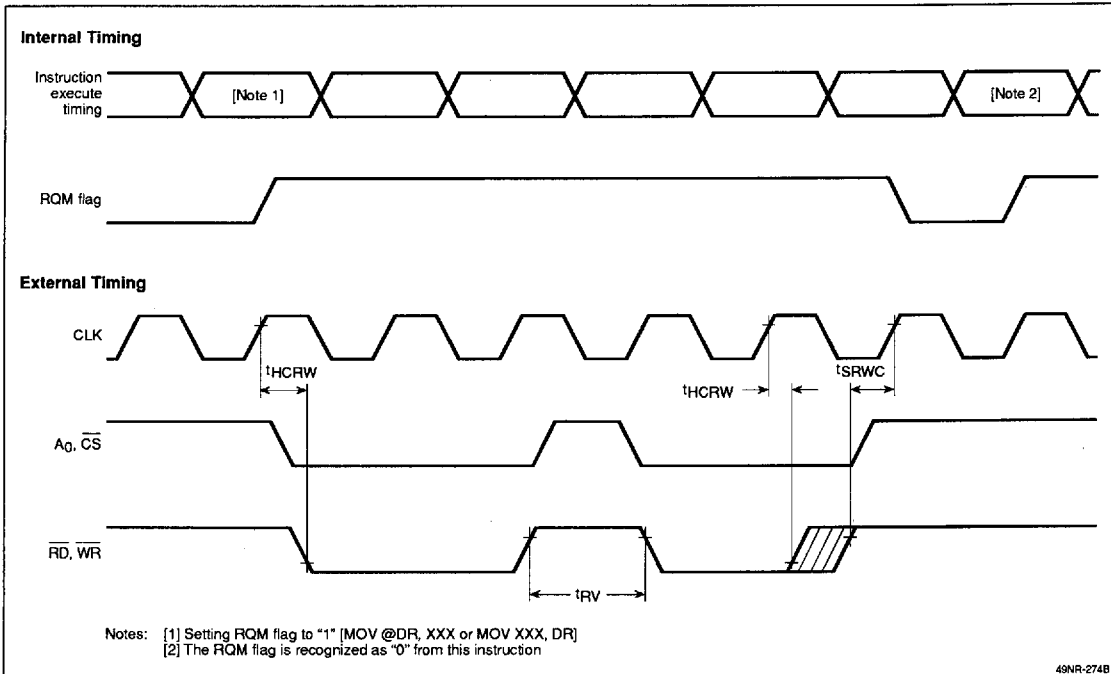 Internal Timing
Instruction
execute
timing
[Note 1]
[Note 2]
RQM flag
External Timing
CLK
tHCRW
tHCRW
tSRWC
A0, CS
RD, WR
tRV
Notes: [1] Setting RQM flag to "1" [MOV @DR, XXX or MOV XXX, DR]
[2] The RQM flag is recognized as "0" from this instruction
49NR-274B